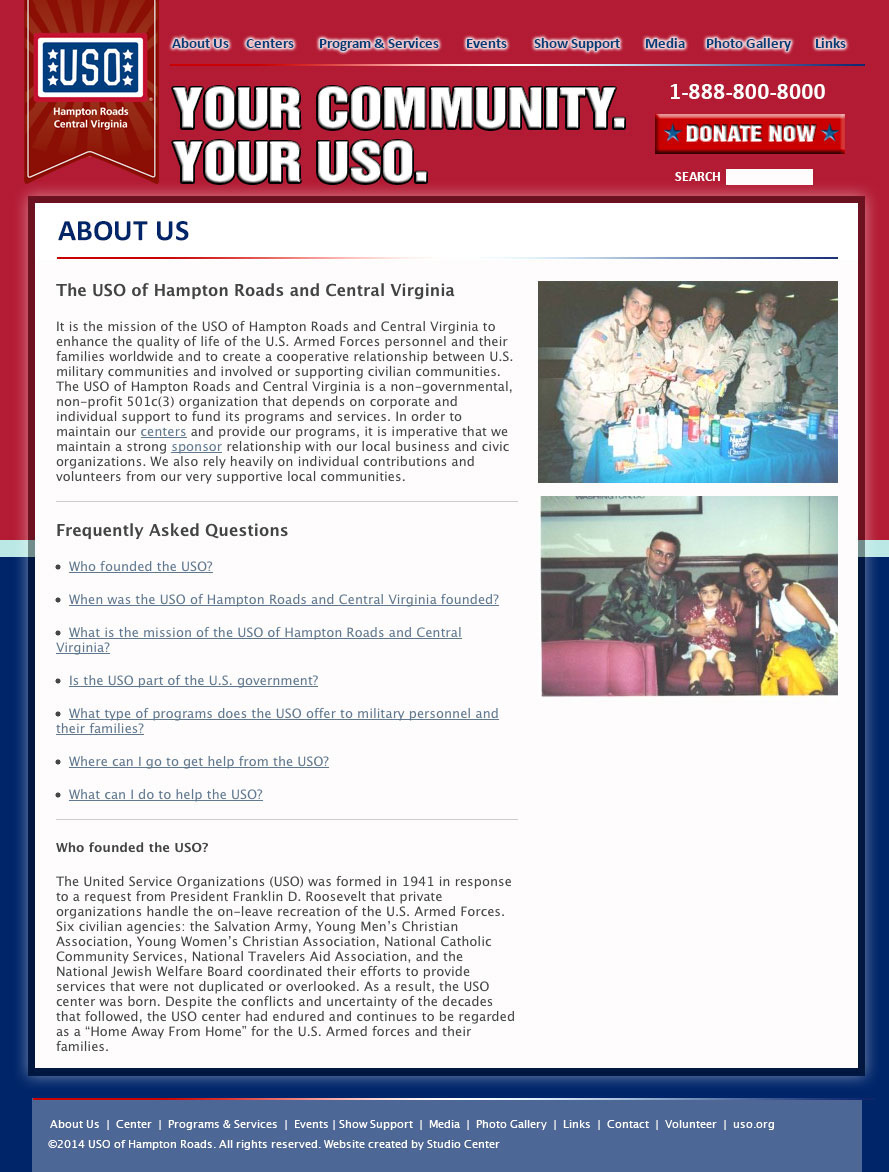 About Us Centers Program & Services Events Show Support Media Photo Gallery Links
USO
Hampton Roads
Central Virginia
YOUR COMMUNITY.
YOUR USO.
1-888-800-8000
DONATE NOW
SEARCH
ABOUT US
The USO of Hampton Roads and Central Virginia
It is the mission of the USO of Hampton Roads and Central Virginia to
enhance the quality of life of the U.S. Armed Forces personnel and their
families worldwide and to create a cooperative relationship between U.S.
military communities and involved or supporting civilian communities.
The USO of Hampton Roads and Central Virginia is a non-governmental,
non-profit 501c(3) organization that depends on corporate and
individual support to fund its programs and services. In order to
maintain our centers and provide our programs, it is imperative that we
maintain a strong sponsor relationship with our local business and civic
organizations. We also rely heavily on individual contributions and
volunteers from our very supportive local communities.
Frequently Asked Questions
• Who founded the USO?
• When was the USO of Hampton Roads and Central Virginia founded?
• What is the mission of the USO of Hampton Roads and Central
Virginia?
• Is the USO part of the U.S. government?
• What type of programs does the USO offer to military personnel and
their families?
• Where can I go to get help from the USO?
• What can I do to help the USO?
Who founded the USO?
The United Service Organizations (USO) was formed in 1941 in response
to a request from President Franklin D. Roosevelt that private
organizations handle the on-leave recreation of the U.S. Armed Forces.
Six civilian agencies: the Salvation Army, Young Men’s Christian
Association, Young Women’s Christian Association, National Catholic
Community Services, National Travelers Aid Association, and the
National Jewish Welfare Board coordinated their efforts to provide
services that were not duplicated or overlooked. As a result, the USO
center was born. Despite the conflicts and uncertainty of the decades
that followed, the USO center had endured and continues to be regarded
as a “Home Away From Home” for the U.S. Armed forces and their
families.
About Us | Center | Programs & Services | Events | Show Support | Media | Photo Gallery | Links | Contact | Volunteer | uso.org
©2014 USO of Hampton Roads. All rights reserved. Website created by Studio Center